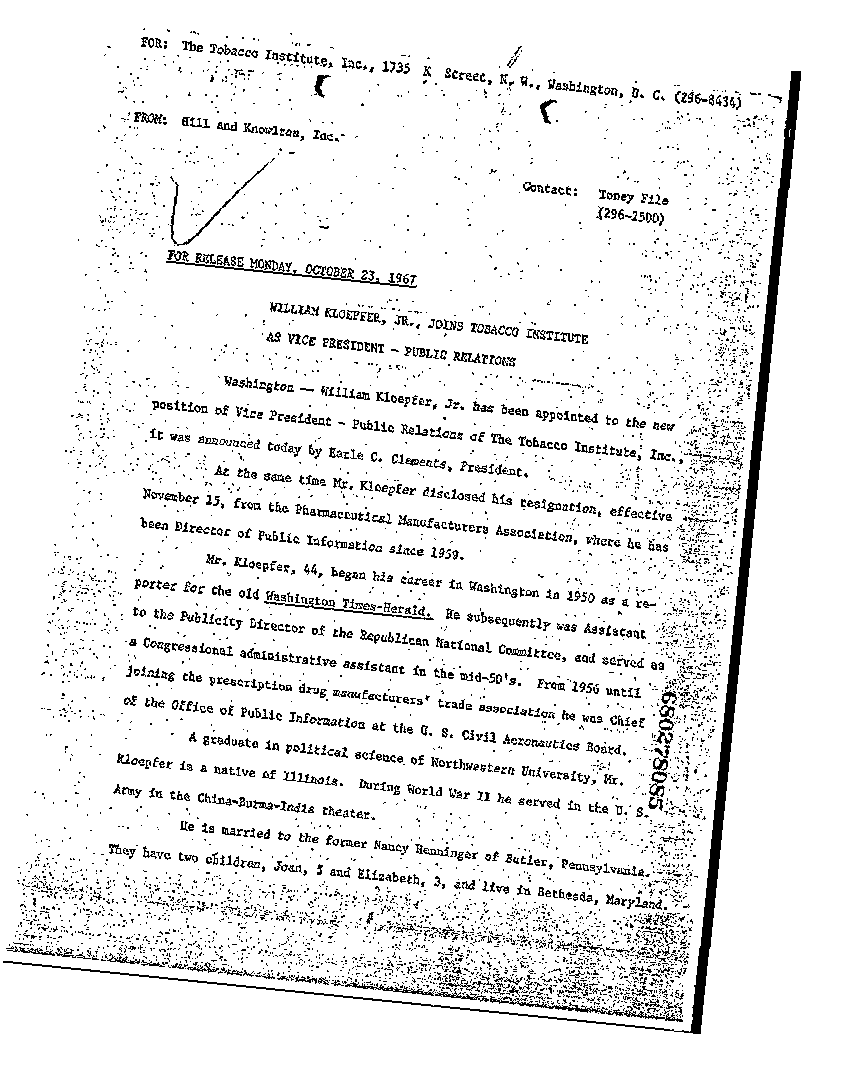 FOR: The Tobacco Institute, Inc., 1735 K Street, N. W., Washington, D. C. (296-8434)
FROM: Hill and Knowlton, Inc.
Contact: Toney File
(296-2500)
FOR RELEASE MONDAY, OCTOBER 23, 1967
WILLIAM KLOEPFER, JR., JOINS TOBACCO INSTITUTE
AS VICE PRESIDENT - PUBLIC RELATIONS
Washington -- William Kloepfer, Jr. has been appointed to the new
position of Vice President - Public Relations of The Tobacco Institute, Inc.,
it was announced today by Earle C. Clements, President.
At the same time Mr. Kloepfer disclosed his resignation, effective
November 15, from the Pharmaceutical Manufacturers Association, where he has
been Director of Public Information since 1959.
Mr. Kloepfer, 44, began his career in Washington in 1950 as a re-
porter for the old Washington Times-Herald. He subsequently was Assistant
to the Publicity Director of the Republican National Committee, and served as
a Congressional administrative assistant in the mid-50's. From 1956 until
joining the prescription drug manufacturers' trade association he was Chief
of the Office of Public Information at the U. S. Civil Aeronautics Board.
A graduate in political science of Northwestern University, Mr.
Kloepfer is a native of Illinois. During World War II he served in the U. S.
Army in the China-Burma-India theater.
He is married to the former Nancy Henninger of Butler, Pennsylvania.
They have two children, Joan, 5 and Elizabeth, 3, and live in Bethesda, Maryland.
680278085